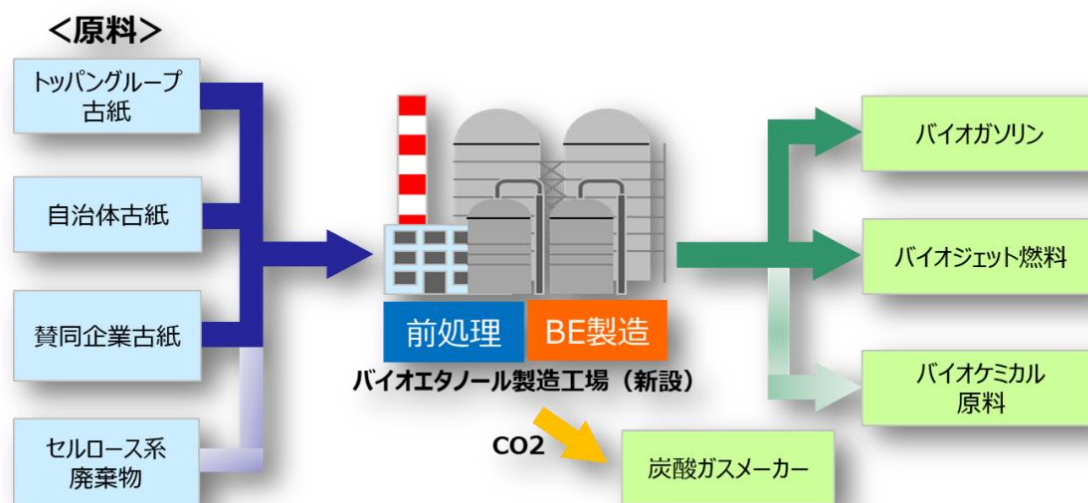 <原料>
トッパングループ
古紙
自治体古紙
賛同企業古紙
セルロース系
廃棄物
前処理
BE製造
バイオエタノール製造工場（新設）
CO2
炭酸ガスメーカー
バイオガソリン
バイオジェット燃料
バイオケミカル
原料